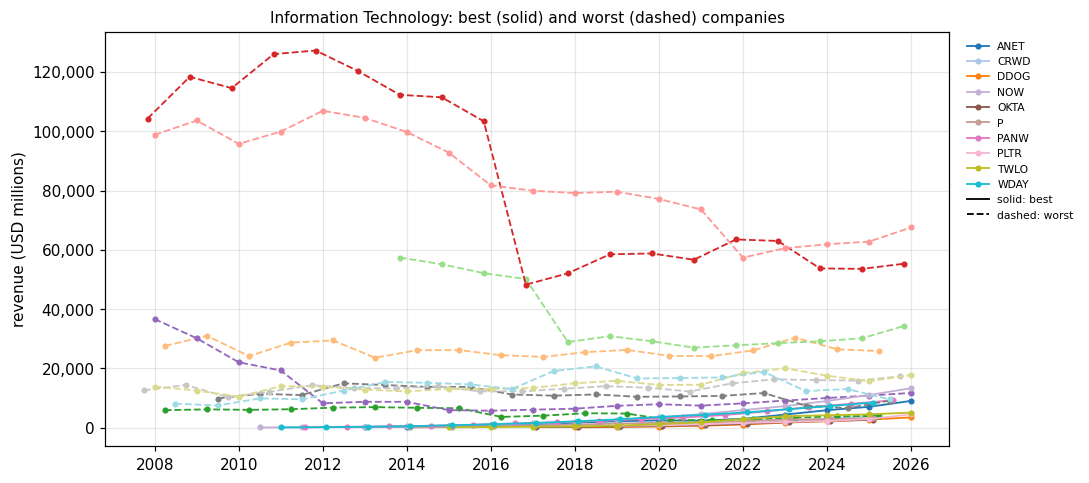 Information Technology: best (solid) and worst (dashed) companies
revenue (USD millions)
120,000
100,000
80,000
60,000
40,000
20,000
0
2008 2010 2012 2014 2016 2018 2020 2022 2024 2026
ANET
CRWD
DDOG
NOW
OKTA
P
PANW
PLTR
TWLO
WDAY
solid: best
dashed: worst